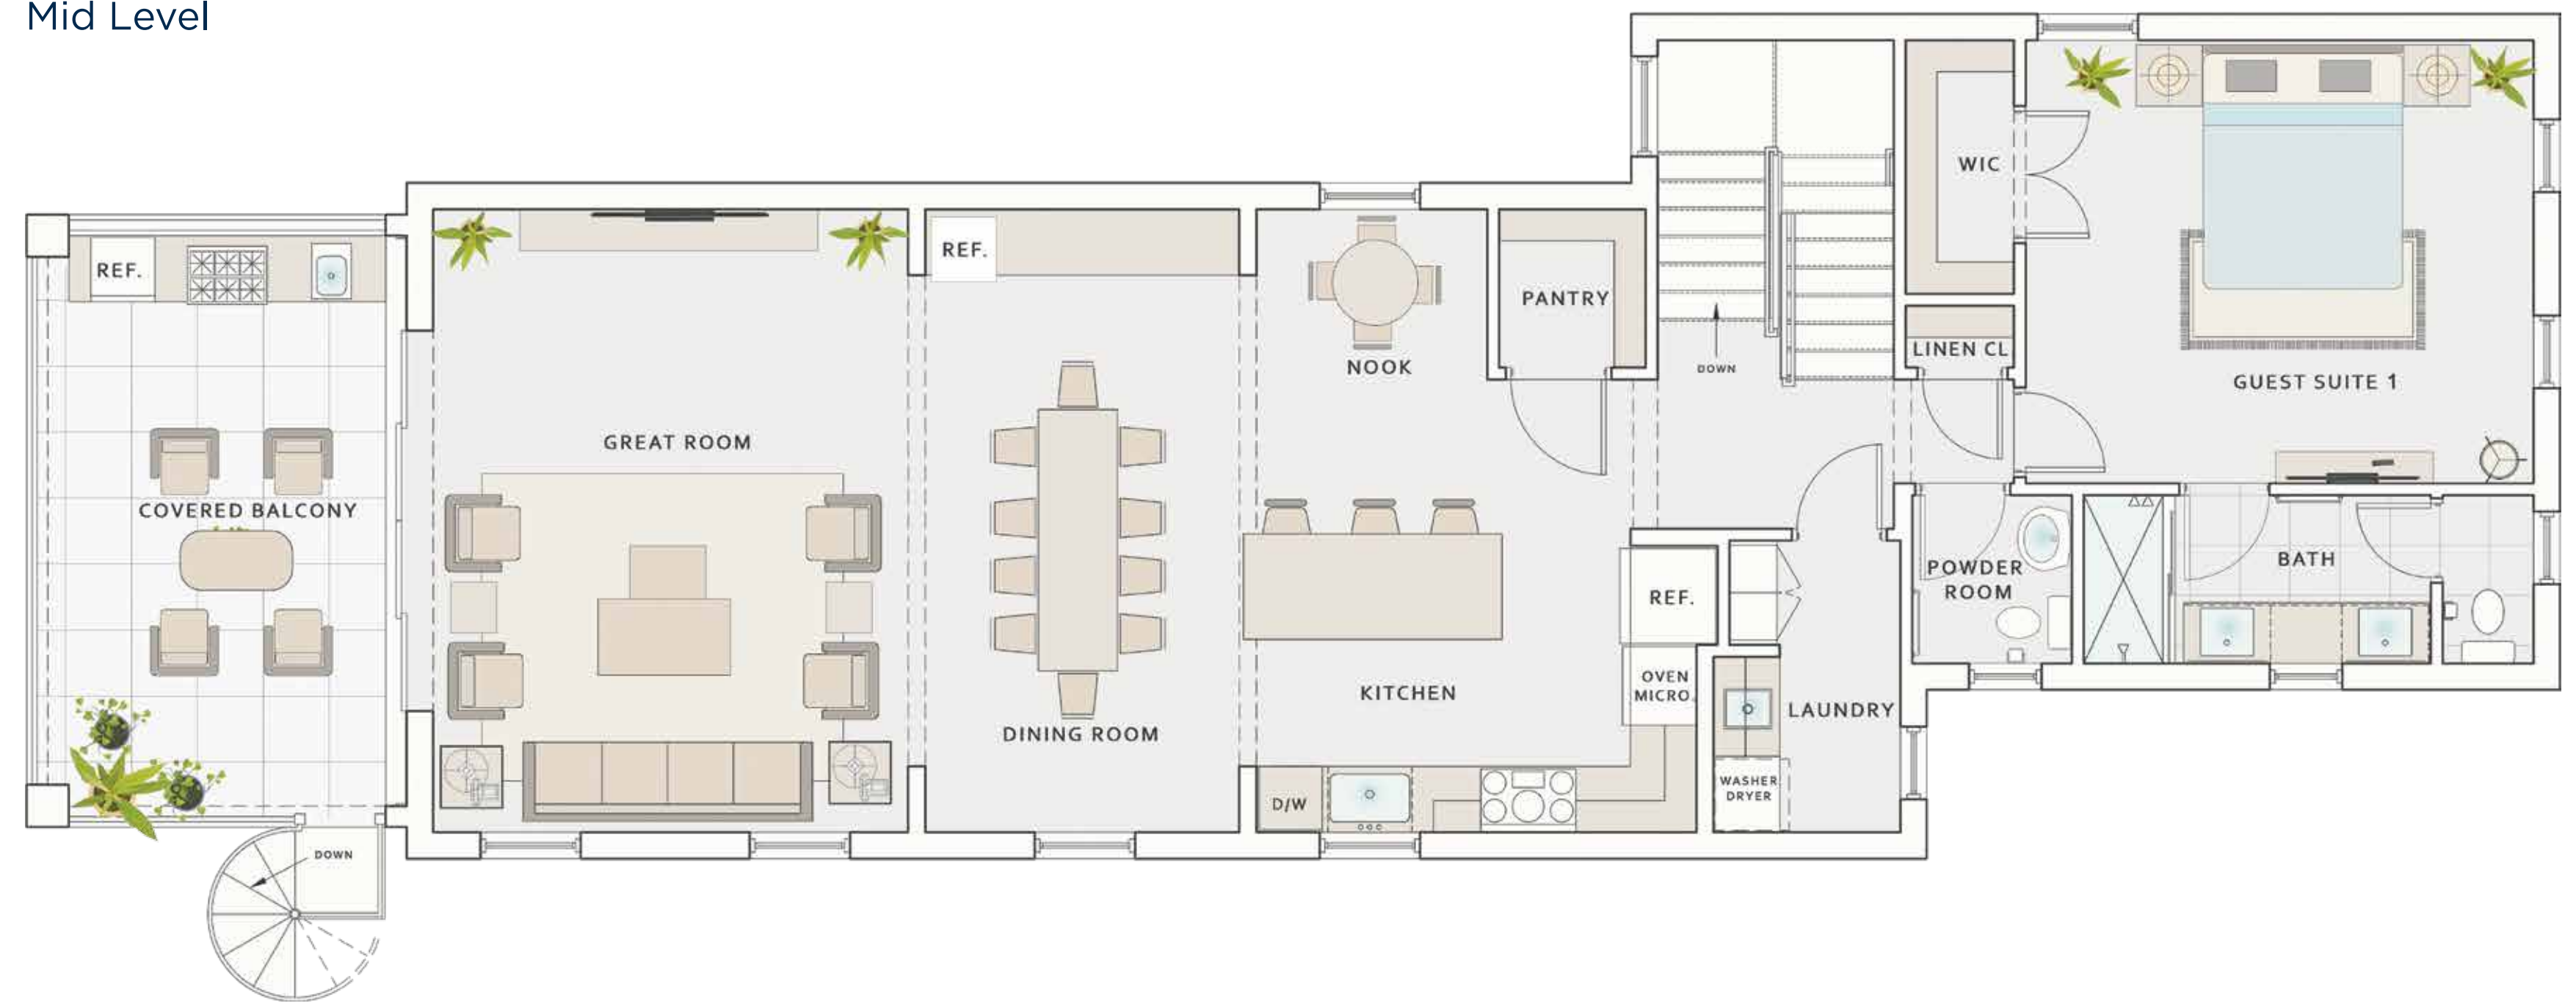 Mid Level
REF.
COVERED BALCONY
DOWN
GREAT ROOM
REF.
DINING ROOM
NOOK
PANTRY
KITCHEN
D/W
REF.
OVEN
MICRO.
DOWN
LAUNDRY
WASHER
DRYER
WIC
LINEN CL
GUEST SUITE 1
POWDER
ROOM
BATH